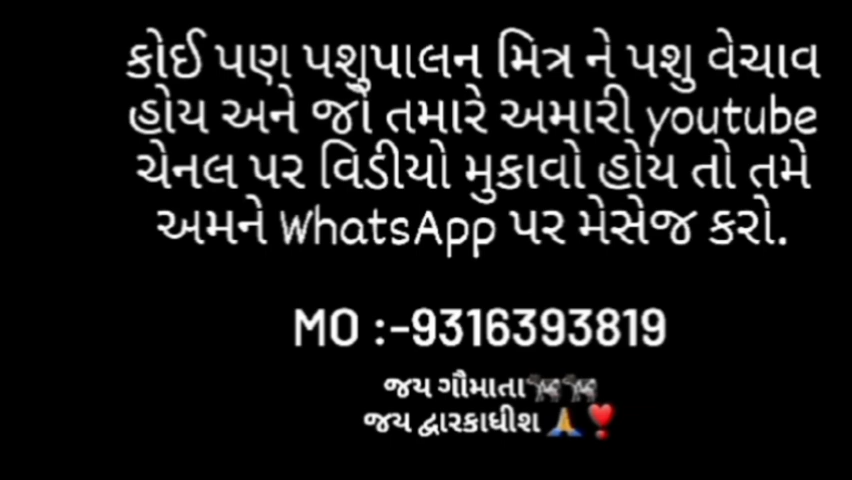 કોઈ પણ પશુપાલન મિત્ર ને પશુ વેચાવ
હોય અને જો તમારે અમારી youtube
ચેનલ પર વિડીયો મુકાવો હોય તો તમે
અમને WhatsApp પર મેસેજ કરો.
MO :-9316393819
જય ગૌમાતા🐄🐄
જય દ્વારકાધીશ 🙏❣️